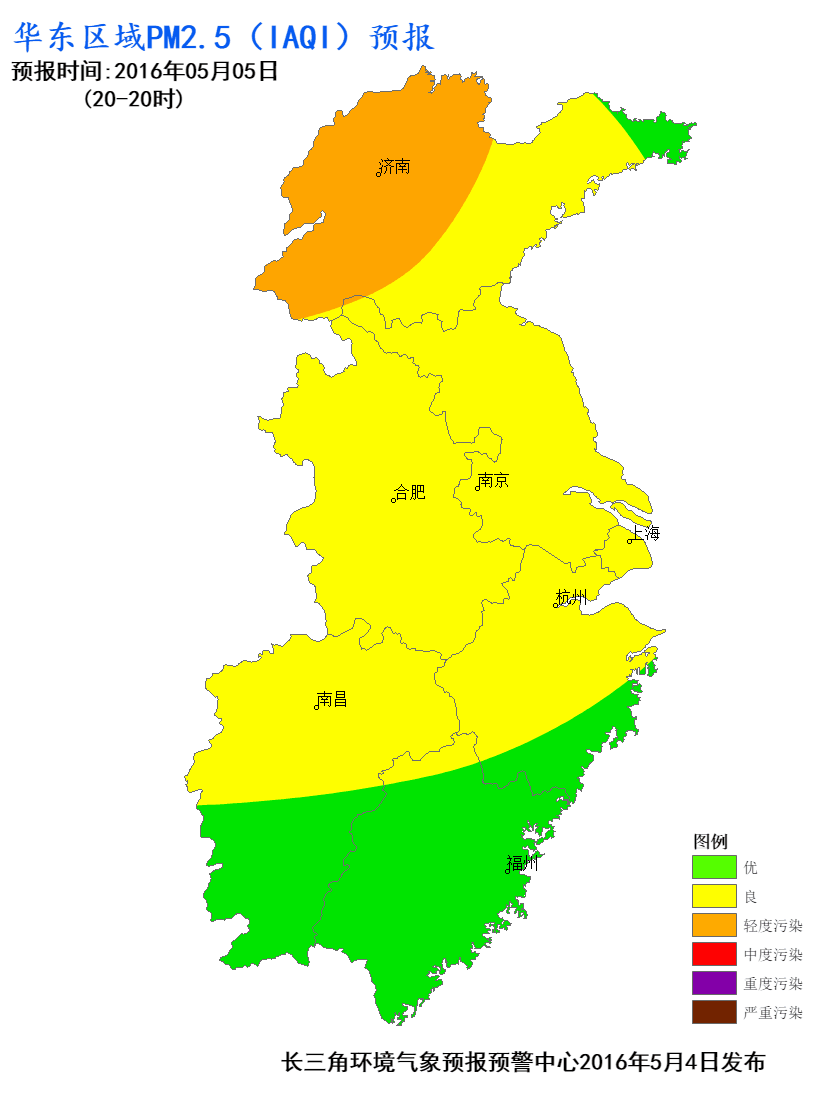 华东区域PM2.5（IAQI）预报
预报时间:2016年05月05日
(20-20时)
济南
合肥
南京
上海
杭州
南昌
福州
图例
优
良
轻度污染
中度污染
重度污染
严重污染
长三角环境气象预报预警中心2016年5月4日发布